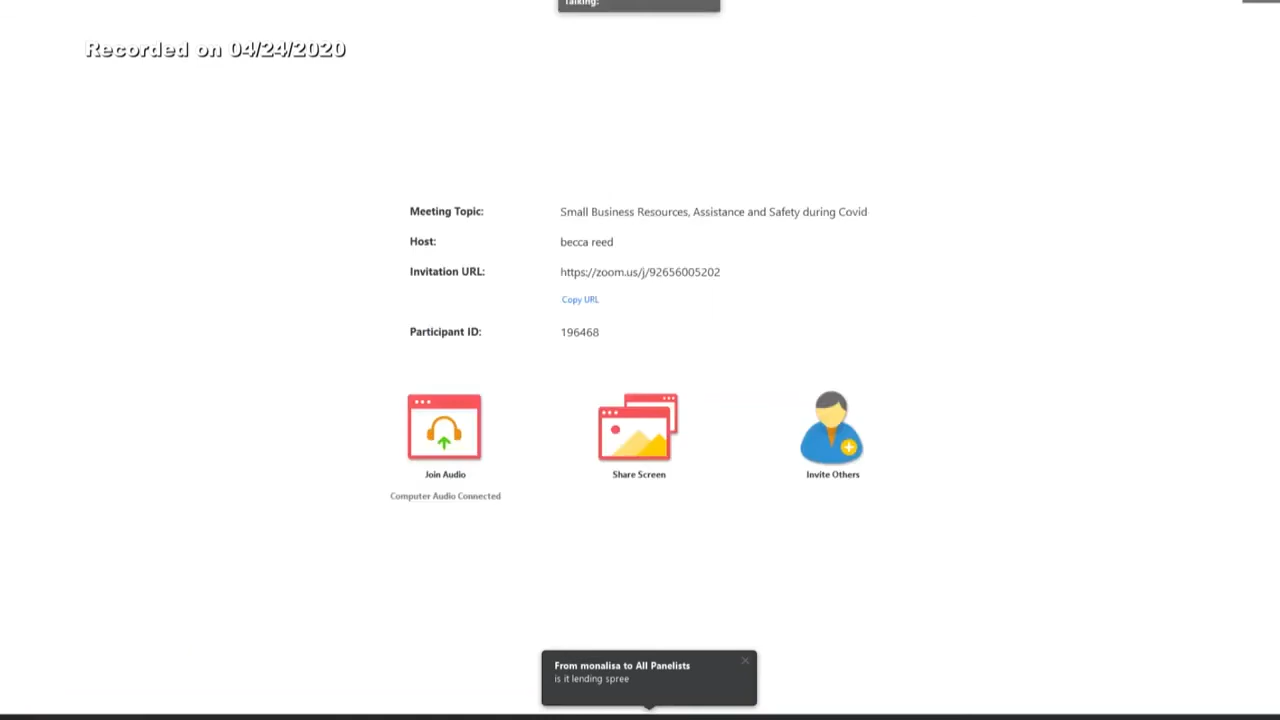 Talking:
Recorded on 04/24/2020
Meeting Topic: Small Business Resources, Assistance and Safety during Covid
Host: becca reed
Invitation URL: https://zoom.us/j/92656005202
Copy URL
Participant ID: 196468
Join Audio Share Screen Invite Others
Computer Audio Connected
From monalisa to All Panelists
is it lending spree